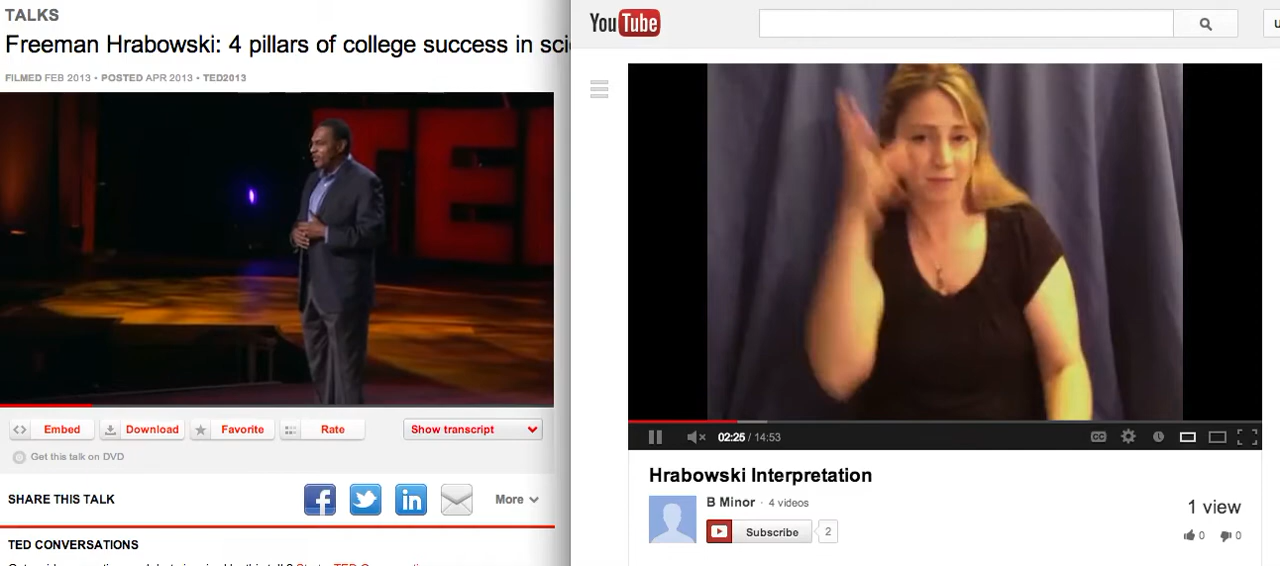 TALKS
Freeman Hrabowski: 4 pillars of college success in sci
FILMED FEB 2013 • POSTED APR 2013 • TED2013
TED
Embed
Download
Favorite
Rate
Show transcript
Get this talk on DVD
SHARE THIS TALK
More
TED CONVERSATIONS
YouTube
02:25 / 14:53
CC
Hrabowski Interpretation
B Minor · 4 videos
Subscribe 2
1 view
0 0